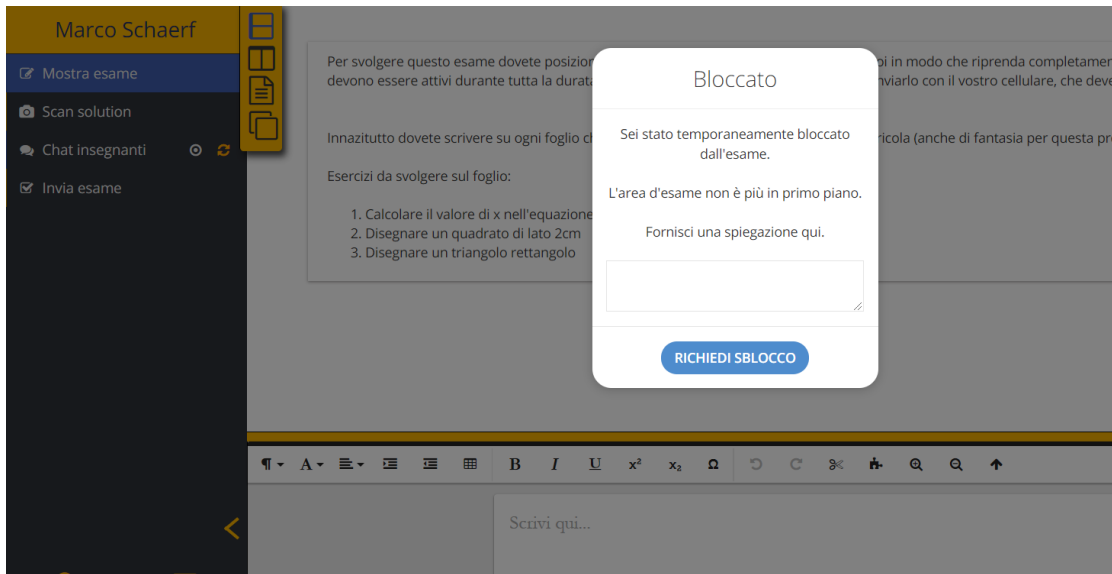 Marco Schaerf
Mostra esame
Scan solution
Chat insegnanti
Invia esame
Per svolgere questo esame dovete
oi in modo che riprenda completamen
devono essere attivi durante tutta la
nviarlo con il vostro cellulare, che deve
Innazitutto dovete scrivere su ogni foglio
ricola (anche di fantasia per questa
Esercizi da svolgere sul foglio:
1. Calcolare il valore di x nell'equazione
2. Disegnare un quadrato di lato 2cm
3. Disegnare un triangolo rettangolo
Bloccato
Sei stato temporaneamente bloccato
dall'esame.
L'area d'esame non è più in primo piano.
Fornisci una spiegazione qui.
RICHIEDI SBLOCCO
Scrivi qui...